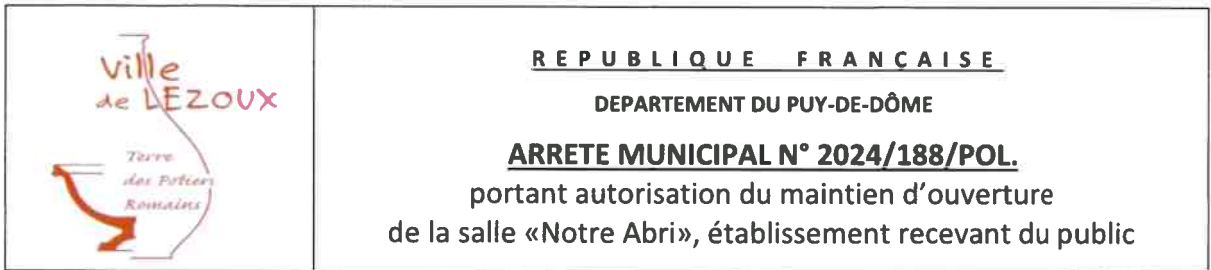 Ville
de LEZOUX
Terre
des Potiers
Romains
REPUBLIQUE FRANÇAISE
DEPARTEMENT DU PUY-DE-DÔME
ARRETE MUNICIPAL N° 2024/188/POL.
portant autorisation du maintien d'ouverture
de la salle «Notre Abri», établissement recevant du public